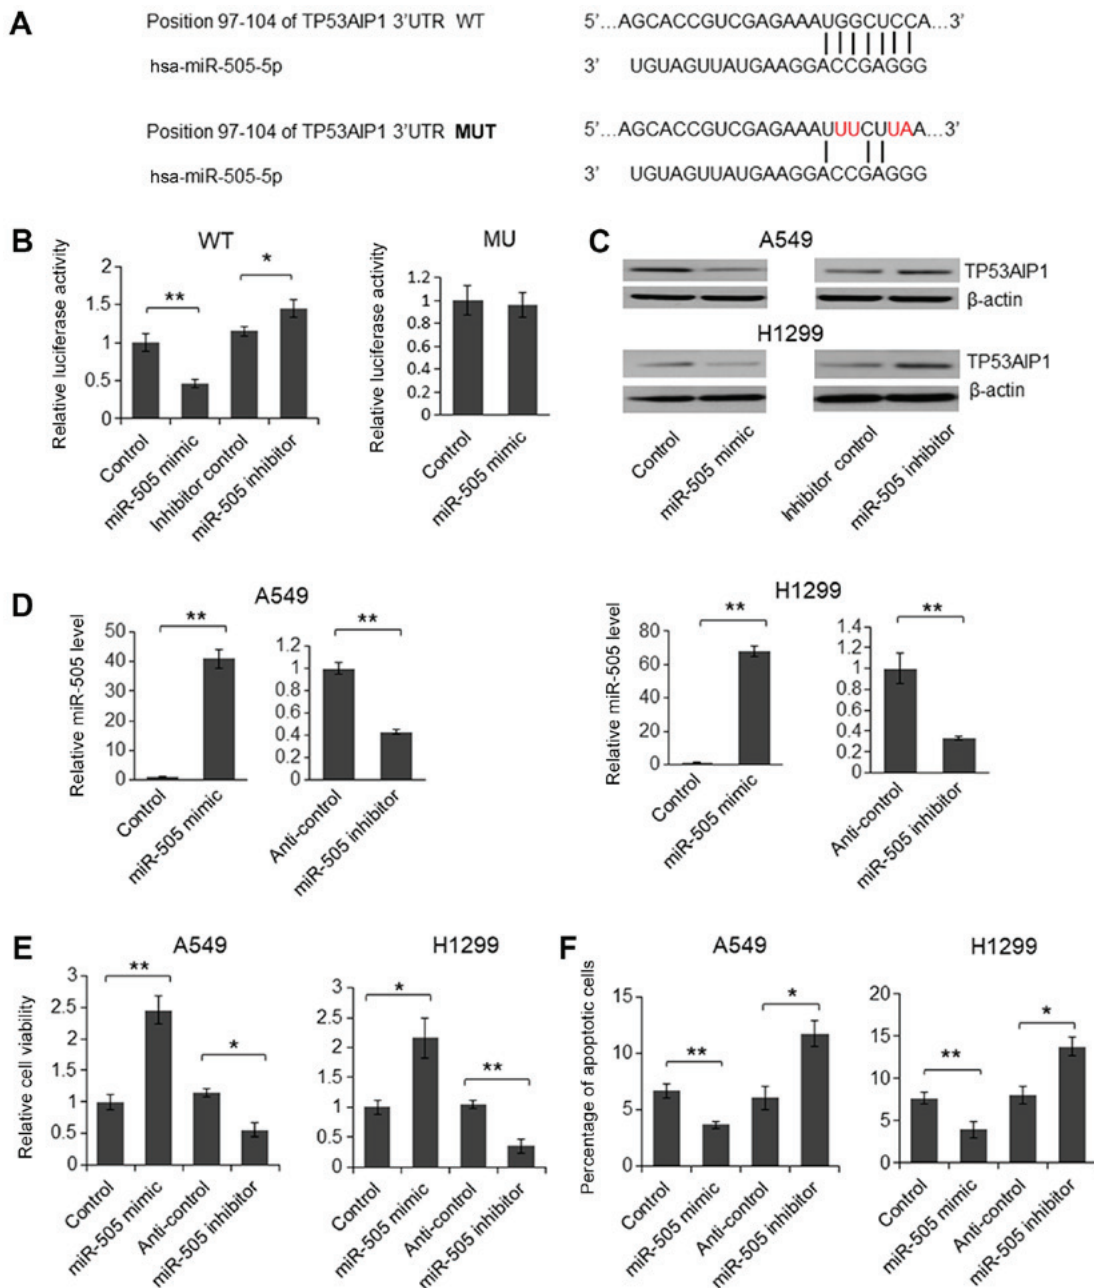 A
Position 97-104 of TP53AIP1 3'UTR WT
5'...AGCACCGUCGAGAAAUGGCUCCA...3'
hsa-miR-505-5p
3' UGUAGUUAUGAAGGACCGAGGG
Position 97-104 of TP53AIP1 3'UTR MUT
5'...AGCACCGUCGAGAAAUUUCUUAA...3'
hsa-miR-505-5p
3' UGUAGUUAUGAAGGACCGAGGG
B
WT
Relative luciferase activity
2
1.5
1
0.5
0
**
*
Control
miR-505 mimic
Inhibitor control
miR-505 inhibitor
MU
Relative luciferase activity
1.2
1
0.8
0.6
0.4
0.2
0
Control
miR-505 mimic
C
A549
TP53AIP1
β-actin
H1299
TP53AIP1
β-actin
Control
miR-505 mimic
Inhibitor control
miR-505 inhibitor
D
A549
Relative miR-505 level
50
40
30
20
10
0
**
Control
miR-505 mimic
1.2
1
0.8
0.6
0.4
0.2
0
**
Anti-control
miR-505 inhibitor
H1299
Relative miR-505 level
80
60
40
20
0
**
Control
miR-505 mimic
1.4
1.2
1
0.8
0.6
0.4
0.2
0
**
Anti-control
miR-505 inhibitor
E
A549
Relative cell viability
3
2.5
2
1.5
1
0.5
0
**
*
Control
miR-505 mimic
Anti-control
miR-505 inhibitor
H1299
3
2.5
2
1.5
1
0.5
0
*
**
Control
miR-505 mimic
Anti-control
miR-505 inhibitor
F
A549
Percentage of apoptotic cells
15
10
5
0
**
*
Control
miR-505 mimic
Anti-control
miR-505 inhibitor
H1299
20
15
10
5
0
**
*
Control
miR-505 mimic
Anti-control
miR-505 inhibitor